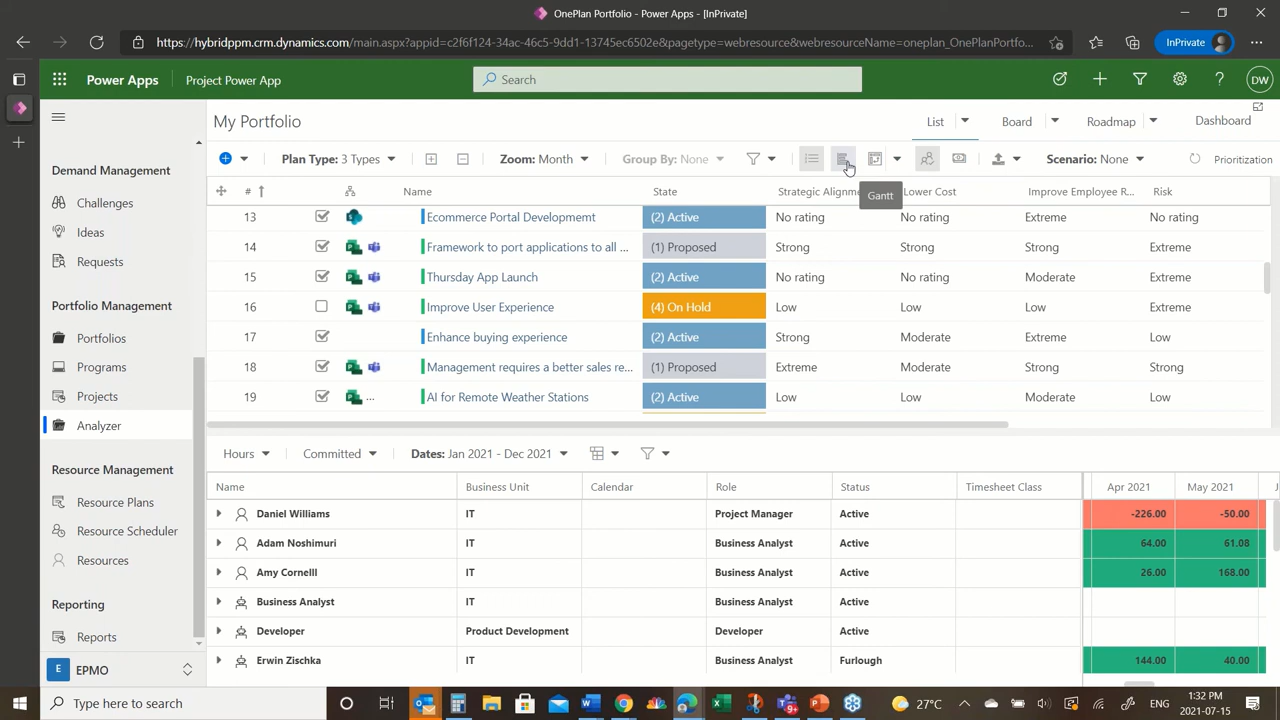 OnePlan Portfolio - Power Apps - [InPrivate]
https://hybridppm.crm.dynamics.com/main.aspx?appid=c2f6f124-34ac-46c5-9dd1-13745ec6502e&pagetype=webresource&webresourceName=oneplan_OnePlanPortfo...
InPrivate
Power Apps Project Power App Search DW
My Portfolio List Board Roadmap Dashboard
Plan Type: 3 Types Zoom: Month Group By: None Scenario: None Prioritization
Gantt
# Name State Strategic Alignme Lower Cost Improve Employee R... Risk
13 Ecommerce Portal Developmemt (2) Active No rating No rating Extreme No rating
14 Framework to port applications to all ... (1) Proposed Strong Strong Strong Extreme
15 Thursday App Launch (2) Active No rating No rating Moderate Extreme
16 Improve User Experience (4) On Hold Low Low Low Extreme
17 Enhance buying experience (2) Active Strong Moderate Extreme Low
18 Management requires a better sales re... (1) Proposed Extreme Moderate Strong Strong
19 ... AI for Remote Weather Stations (2) Active Low Low Moderate Low
Demand Management
Challenges
Ideas
Requests
Portfolio Management
Portfolios
Programs
Projects
Analyzer
Resource Management
Resource Plans
Resource Scheduler
Resources
Reporting
Reports
E EPMO
Hours Committed Dates: Jan 2021 - Dec 2021
Name Business Unit Calendar Role Status Timesheet Class Apr 2021 May 2021 J
Daniel Williams IT Project Manager Active -226.00 -50.00
Adam Noshimuri IT Business Analyst Active 64.00 61.08
Amy Cornelll IT Business Analyst Active 26.00 168.00
Business Analyst IT Business Analyst Active
Developer Product Development Developer Active
Erwin Zischka IT Business Analyst Furlough 144.00 40.00
Type here to search 27°C ENG 1:32 PM
2021-07-15